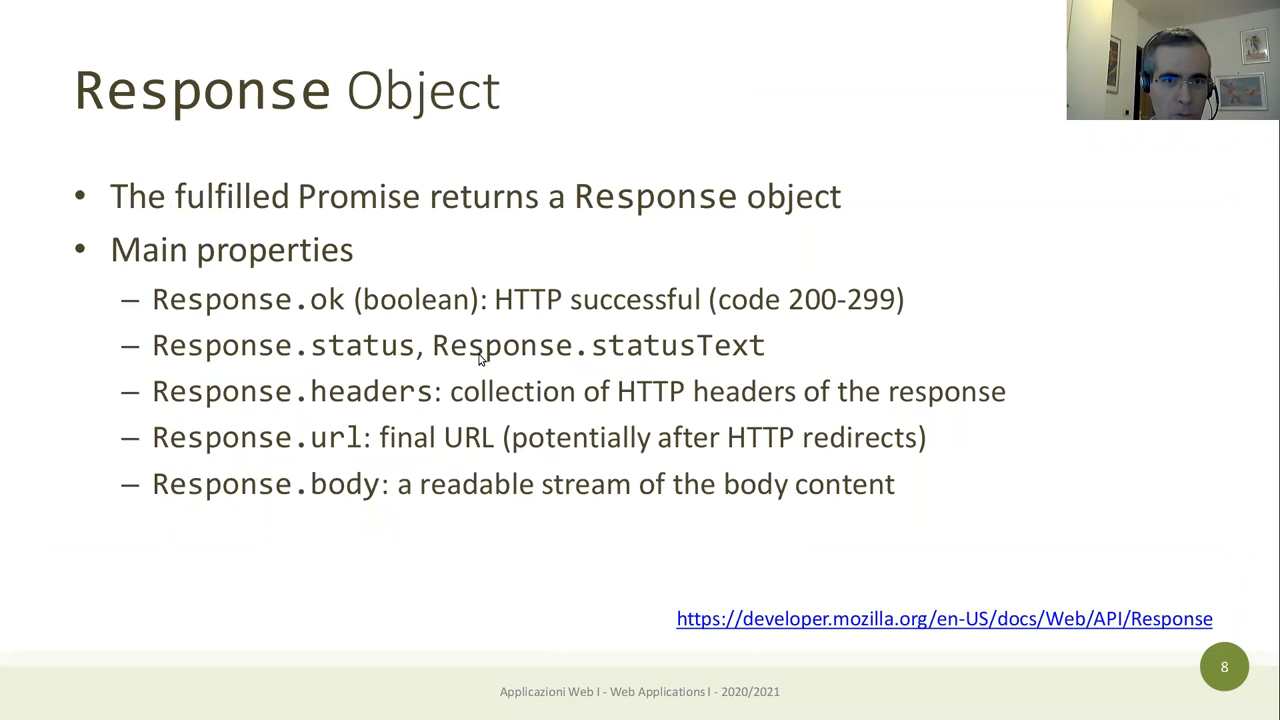 Response Object
• The fulfilled Promise returns a Response object
• Main properties
– Response.ok (boolean): HTTP successful (code 200-299)
– Response.status, Response.statusText
– Response.headers: collection of HTTP headers of the response
– Response.url: final URL (potentially after HTTP redirects)
– Response.body: a readable stream of the body content
https://developer.mozilla.org/en-US/docs/Web/API/Response
8
Applicazioni Web I - Web Applications I - 2020/2021